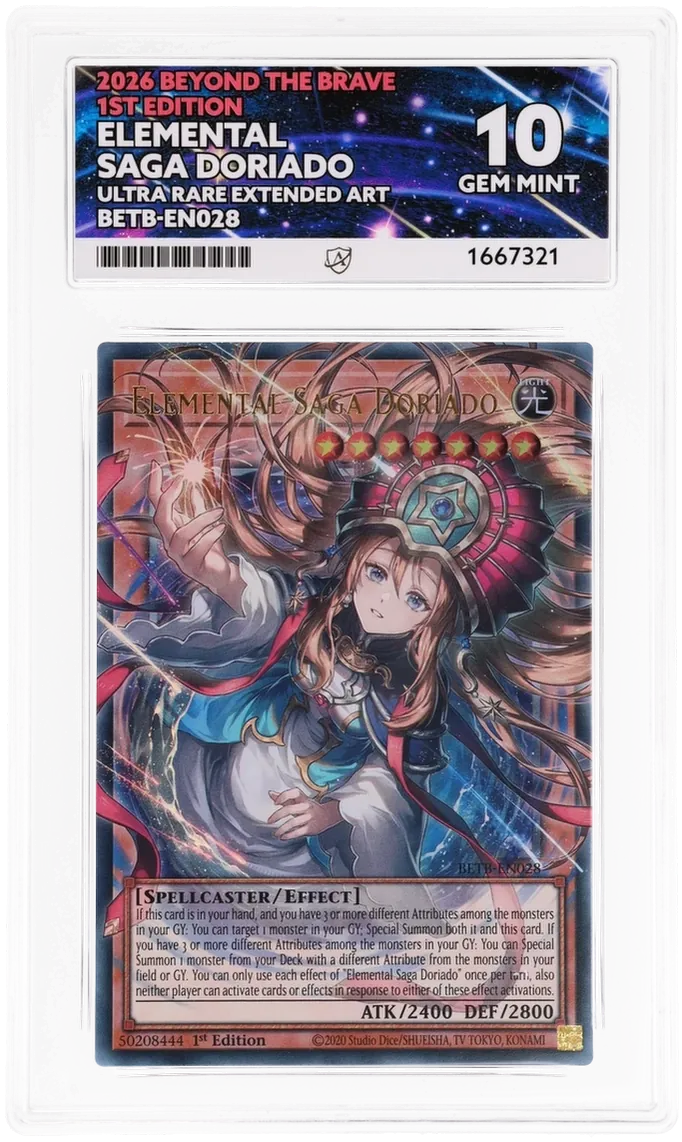 2026 BEYOND THE BRAVE
1ST EDITION
ELEMENTAL
SAGA DORIADO
ULTRA RARE EXTENDED ART
BETB-EN028
10
GEM MINT
1667321
ELEMENTAL SAGA DORIADO
LIGHT
光
BETB-EN028
[SPELLCASTER/EFFECT]
If this card is in your hand, and you have 3 or more different Attributes among the monsters
in your GY: You can target 1 monster in your GY; Special Summon both it and this card. If
you have 3 or more different Attributes among the monsters in your GY: You can Special
Summon 1 monster from your Deck with a different Attribute from the monsters in your
field or GY. You can only use each effect of "Elemental Saga Doriado" once per turn, also
neither player can activate cards or effects in response to either of these effect activations.
ATK/2400 DEF/2800
50208444 1st Edition
©2020 Studio Dice/SHUEISHA, TV TOKYO, KONAMI